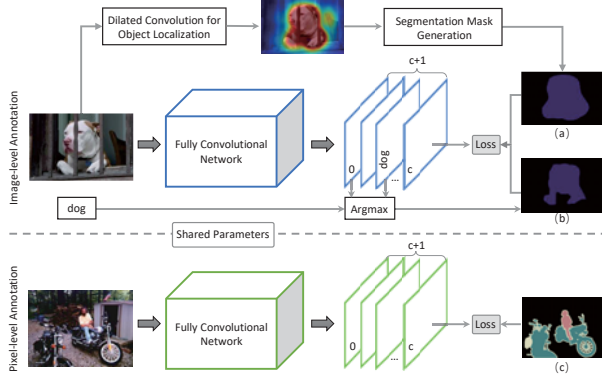 Dilated Convolution for
Object Localization
Segmentation Mask
Generation
Image-level Annotation
c+1
Fully Convolutional
Network
0
dog
...
c
Loss
(a)
dog
Argmax
(b)
Shared Parameters
Pixel-level Annotation
c+1
Fully Convolutional
Network
0
...
c
Loss
(c)